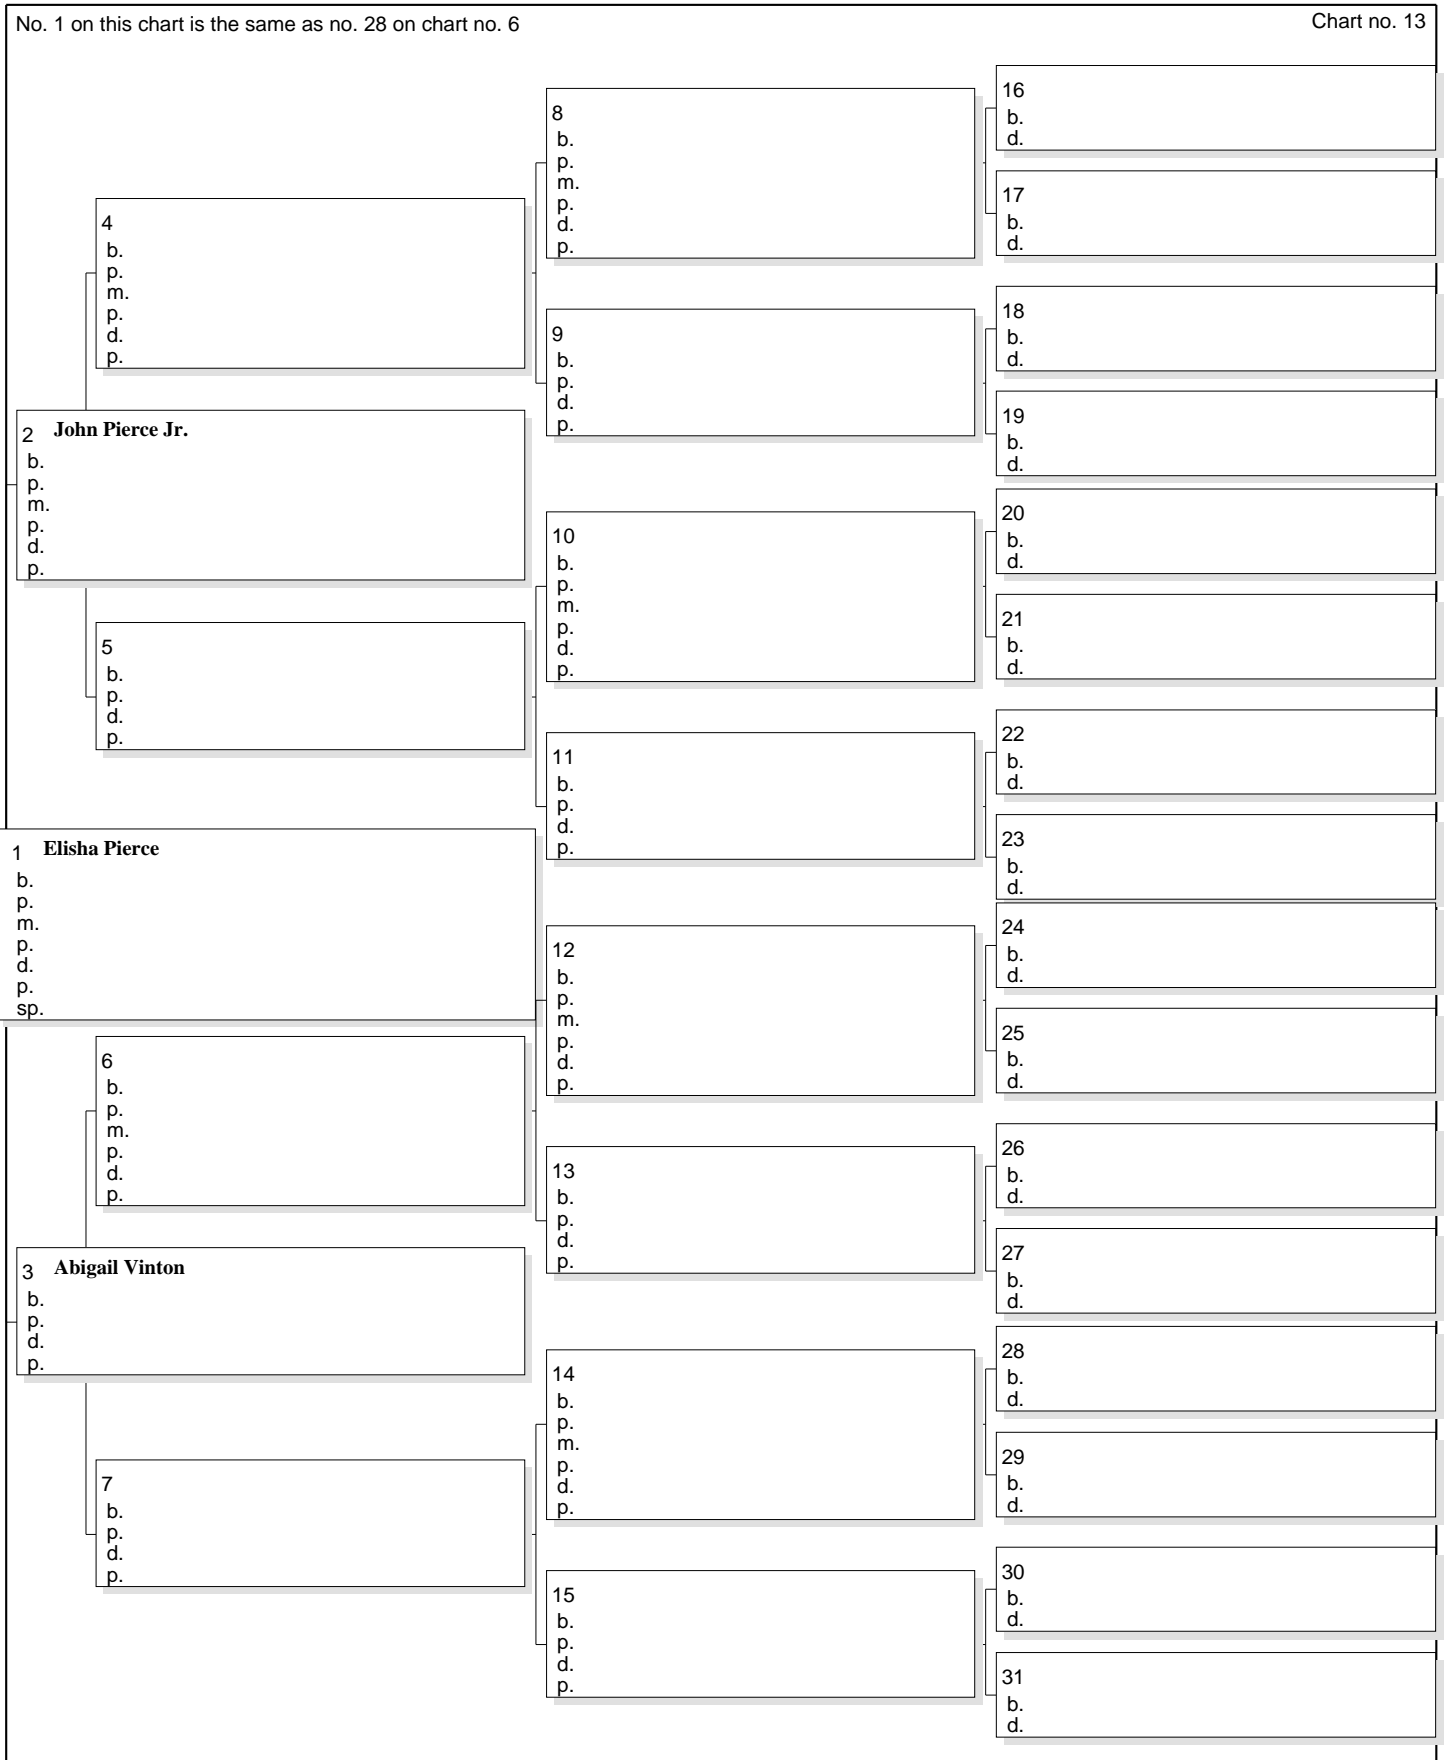 No. 1 on this chart is the same as no. 28 on chart no. 6
Chart no. 13
1 Elisha Pierce
b.
p.
m.
p.
d.
p.
sp.
2 John Pierce Jr.
b.
p.
m.
p.
d.
p.
3 Abigail Vinton
b.
p.
d.
p.
4
b.
p.
m.
p.
d.
p.
5
b.
p.
d.
p.
6
b.
p.
m.
p.
d.
p.
7
b.
p.
d.
p.
8
b.
p.
m.
p.
d.
p.
9
b.
p.
d.
p.
10
b.
p.
m.
p.
d.
p.
11
b.
p.
d.
p.
12
b.
p.
m.
p.
d.
p.
13
b.
p.
d.
p.
14
b.
p.
m.
p.
d.
p.
15
b.
p.
d.
p.
16
b.
d.
17
b.
d.
18
b.
d.
19
b.
d.
20
b.
d.
21
b.
d.
22
b.
d.
23
b.
d.
24
b.
d.
25
b.
d.
26
b.
d.
27
b.
d.
28
b.
d.
29
b.
d.
30
b.
d.
31
b.
d.